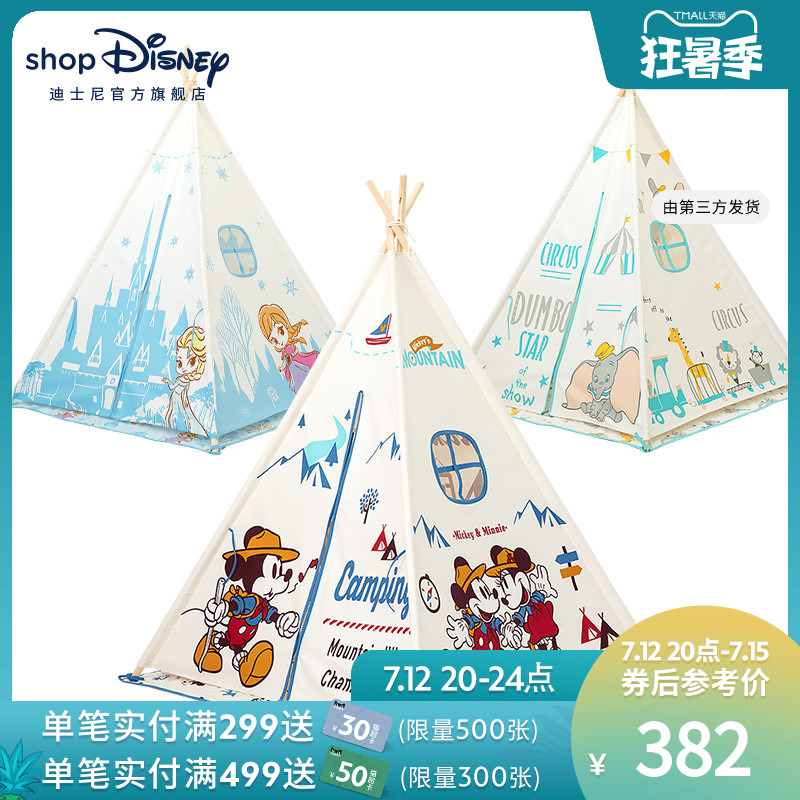 shop Disney
迪士尼官方旗舰店
TMALL天猫
狂暑季
由第三方发货
CIRCUS
DUMBO
STAR
of the
show
CIRCUS
Mickey's
MOUNTAIN
Mickey & Minnie
Camping
7.12 20-24点
单笔实付满299送
¥30
(限量500张)
单笔实付满499送
¥50
(限量300张)
7.12 20点-7.15
券后参考价
¥ 382